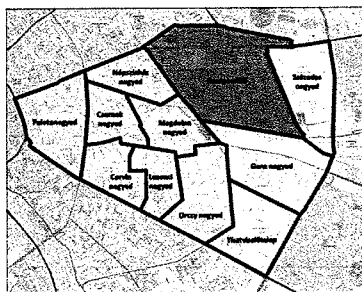 Népszínház
negyed
Százados
negyed
Palotanegyed
Csarnok
negyed
Magdolna
negyed
Corvin
negyed
Losonci
negyed
Ganz negyed
Orczy negyed
Tisztviselőtelep